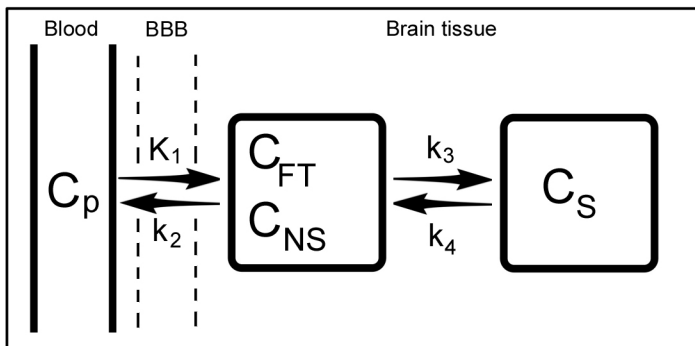 Blood BBB Brain tissue
K1 k3
Cp CFT CS
CNS
k2 k4